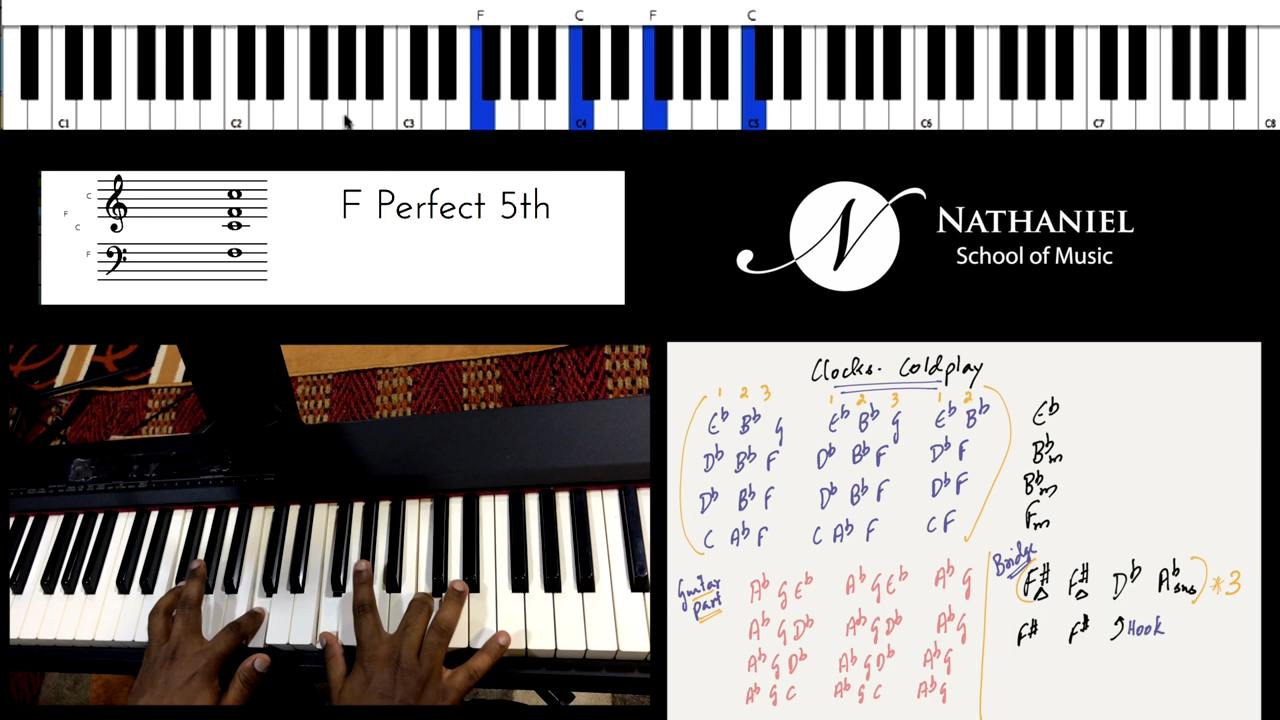 F C F C
C1 C2 C3 C4 C5 C6 C7 C8
C
F
C
F
F Perfect 5th
N
NATHANIEL
School of Music
Clocks. Coldplay
1 2 3 1 2 3 1 2
E♭ B♭ G E♭ B♭ G E♭ B♭
D♭ B♭ F D♭ B♭ F D♭ F
D♭ B♭ F D♭ B♭ F D♭ F
C A♭ F C A♭ F C F
E♭
B♭m
B♭m
Fm
Guitar part
A♭ G E♭ A♭ G E♭ A♭ G
A♭ G D♭ A♭ G D♭ A♭ G
A♭ G D♭ A♭ G D♭ A♭ G
A♭ G C A♭ G C A♭ G
Bridge
(F#△ F#△ D♭ A♭sus) *3
F# F# Hook